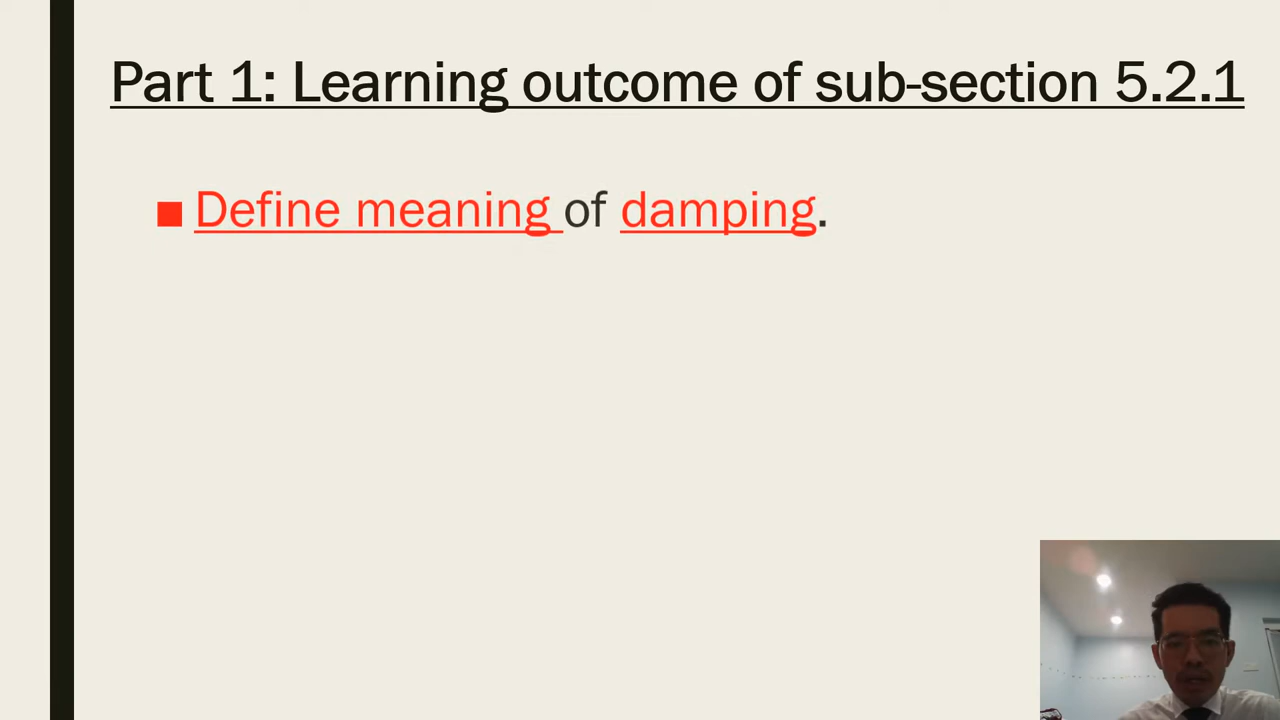 Part 1: Learning outcome of sub-section 5.2.1
Define meaning of damping.